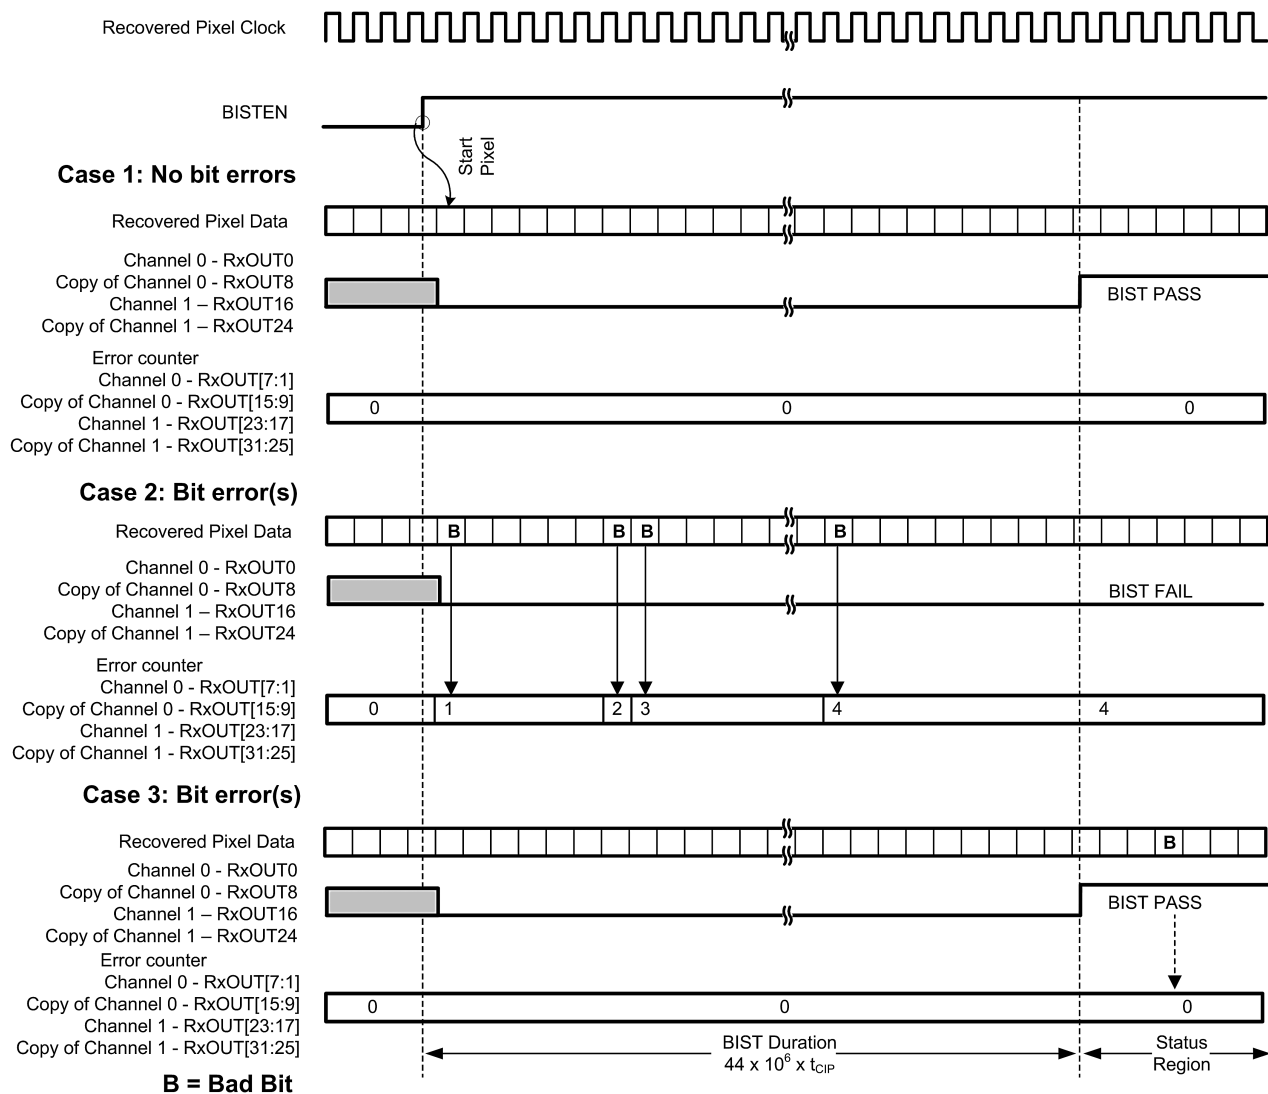 Recovered Pixel Clock
BISTEN
Start
Pixel
Case 1: No bit errors
Recovered Pixel Data
Channel 0 - RxOUT0
Copy of Channel 0 - RxOUT8
Channel 1 – RxOUT16
Copy of Channel 1 – RxOUT24
BIST PASS
Error counter
Channel 0 - RxOUT[7:1]
Copy of Channel 0 - RxOUT[15:9]
Channel 1 - RxOUT[23:17]
Copy of Channel 1 - RxOUT[31:25]
0 0 0
Case 2: Bit error(s)
Recovered Pixel Data
B B B B
Channel 0 - RxOUT0
Copy of Channel 0 - RxOUT8
Channel 1 – RxOUT16
Copy of Channel 1 – RxOUT24
BIST FAIL
Error counter
Channel 0 - RxOUT[7:1]
Copy of Channel 0 - RxOUT[15:9]
Channel 1 - RxOUT[23:17]
Copy of Channel 1 - RxOUT[31:25]
0 1 2 3 4 4
Case 3: Bit error(s)
Recovered Pixel Data
B
Channel 0 - RxOUT0
Copy of Channel 0 - RxOUT8
Channel 1 – RxOUT16
Copy of Channel 1 – RxOUT24
BIST PASS
Error counter
Channel 0 - RxOUT[7:1]
Copy of Channel 0 - RxOUT[15:9]
Channel 1 - RxOUT[23:17]
Copy of Channel 1 - RxOUT[31:25]
0 0 0
BIST Duration
44 x 10⁶ x tCIP
Status
Region
B = Bad Bit